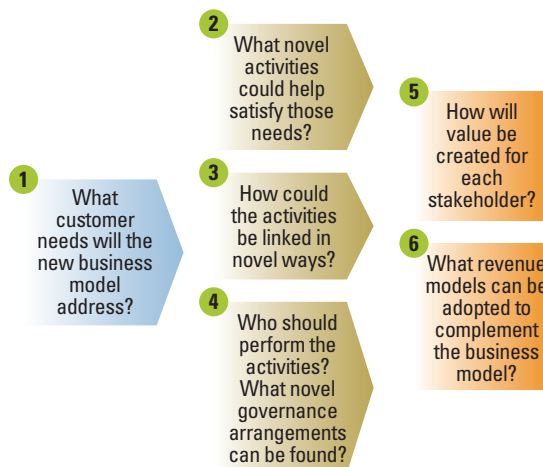 1
What
customer
needs will the
new business
model
address?
2
What novel
activities
could help
satisfy those
needs?
3
How could
the activities
be linked in
novel ways?
4
Who should
perform the
activities?
What novel
governance
arrangements
can be found?
5
How will
value be
created for
each
stakeholder?
6
What revenue
models can be
adopted to
complement
the business
model?